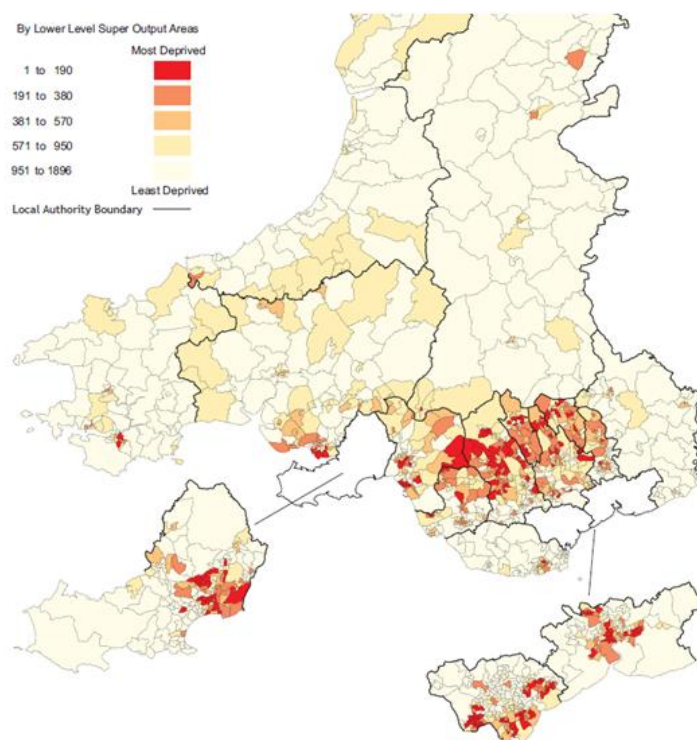 By Lower Level Super Output Areas
Most Deprived
1 to 190
191 to 380
381 to 570
571 to 950
951 to 1896
Least Deprived
Local Authority Boundary